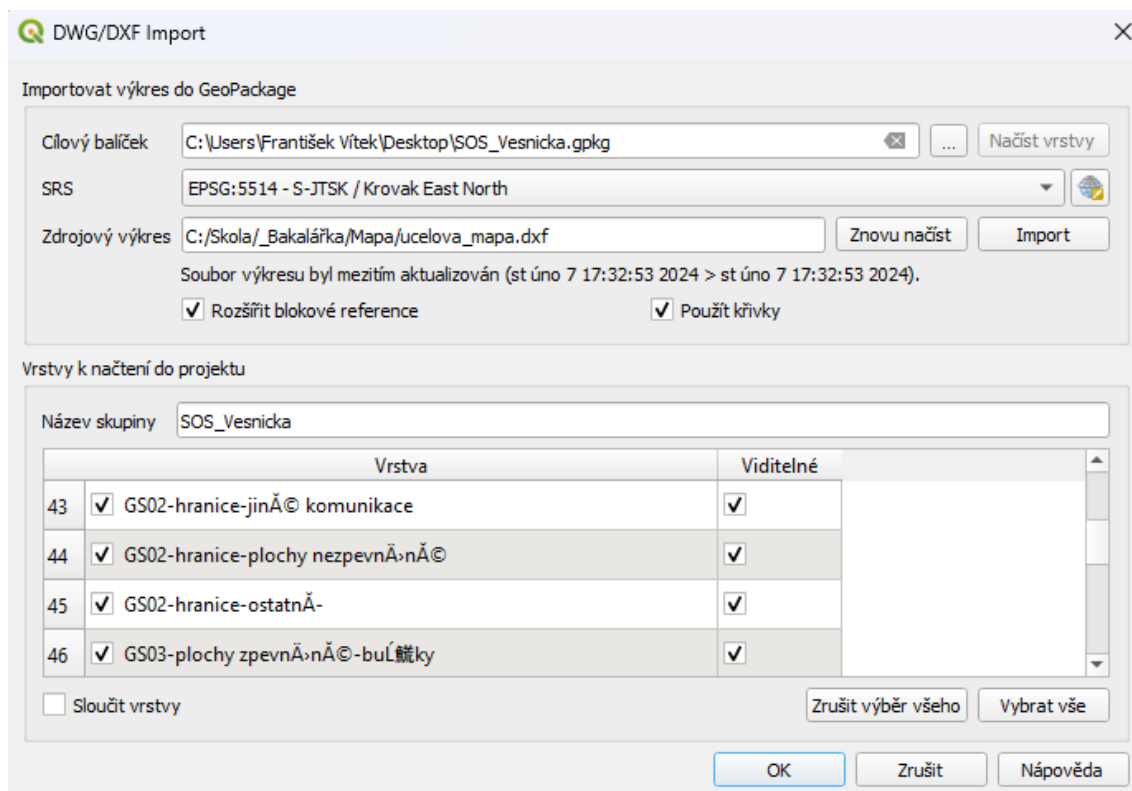 DWG/DXF Import
Importovat výkres do GeoPackage
Cílový balíček C:\Users\František Vítek\Desktop\SOS_Vesnicka.gpkg ... Načíst vrstvy
SRS EPSG:5514 - S-JTSK / Krovak East North
Zdrojový výkres C:/Skola/_Bakalářka/Mapa/ucelova_mapa.dxf Znovu načíst Import
Soubor výkresu byl mezitím aktualizován (st úno 7 17:32:53 2024 > st úno 7 17:32:53 2024).
Rozšířit blokové reference Použít křivky
Vrstvy k načtení do projektu
Název skupiny SOS_Vesnicka
Vrstva Viditelné
43 GS02-hranice-jinĂ© komunikace
44 GS02-hranice-plochy nezpevnÄ›nĂ©
45 GS02-hranice-ostatnĂ-
46 GS03-plochy zpevnÄ›nĂ©
Sloučit vrstvy Zrušit výběr všeho Vybrat vše
OK Zrušit Nápověda